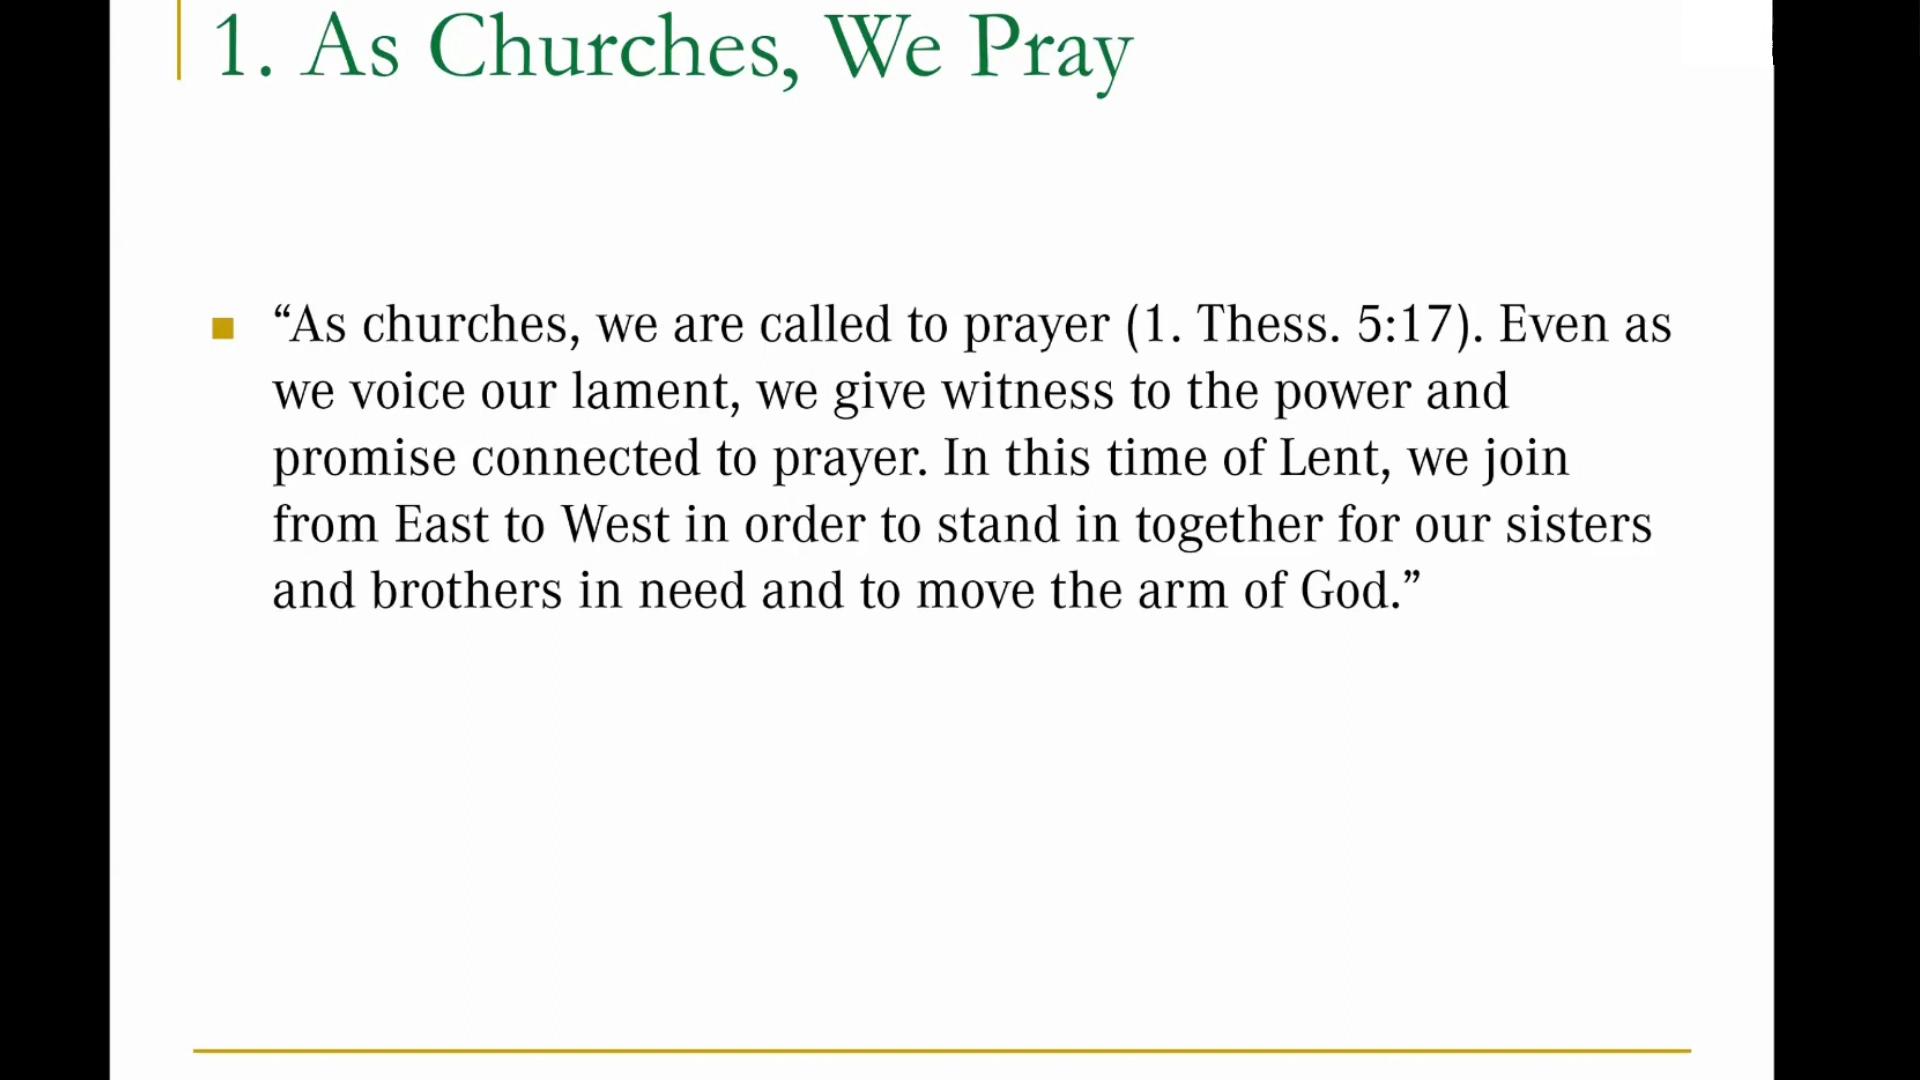 1. As Churches, We Pray
“As churches, we are called to prayer (1. Thess. 5:17). Even as
we voice our lament, we give witness to the power and
promise connected to prayer. In this time of Lent, we join
from East to West in order to stand in together for our sisters
and brothers in need and to move the arm of God.”